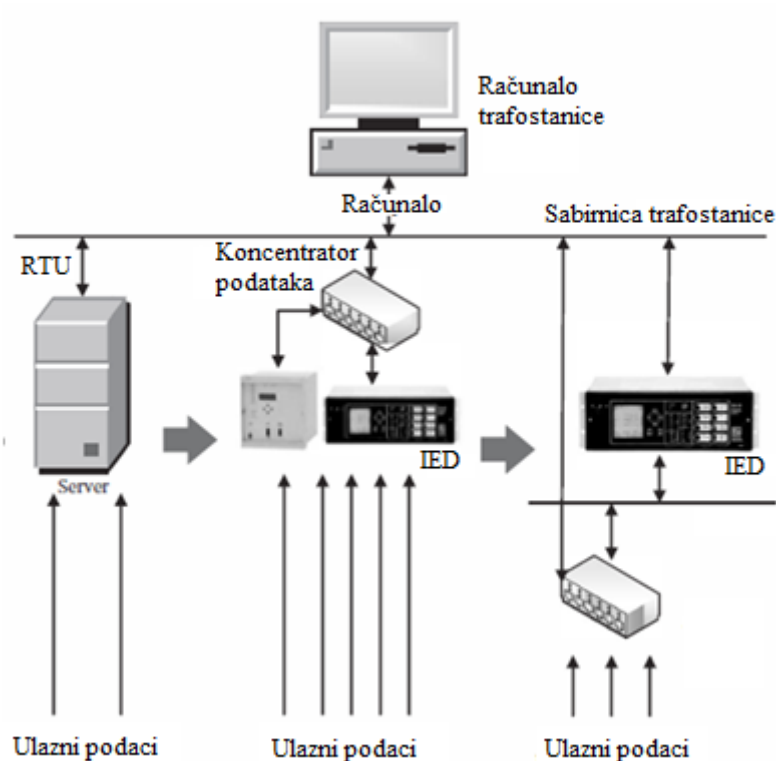 Računalo
trafostanice
Računalo
Sabirnica trafostanice
RTU
Koncentrator
podataka
IED
IED
Server
Ulazni podaci
Ulazni podaci
Ulazni podaci